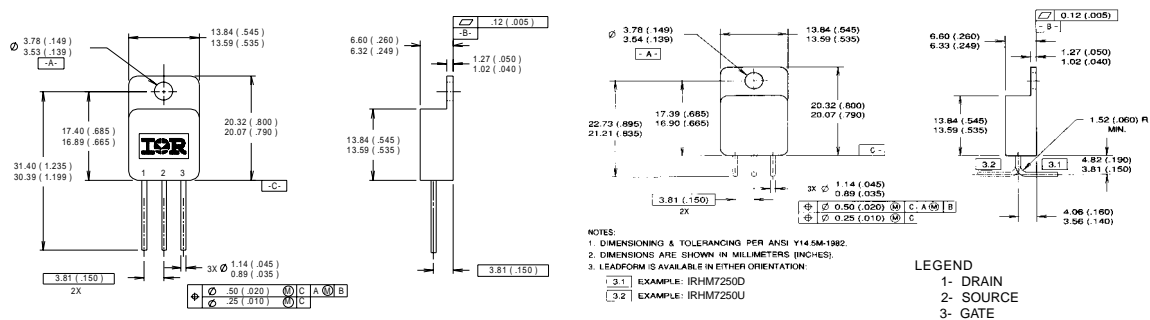 3.78 (.149)
3.53 (.139)
-A-
13.84 (.545)
13.59 (.535)
17.40 (.685)
16.89 (.665)
31.40 (1.235)
30.39 (1.199)
20.32 (.800)
20.07 (.790)
IOR
1 2 3
-C-
3.81 (.150)
2X
3X Ø 1.14 (.045)
0.89 (.035)
⌖ Ø .50 (.020) Ⓜ C A Ⓜ B
Ø .25 (.010) Ⓜ C
.12 (.005)
-B-
6.60 (.260)
6.32 (.249)
1.27 (.050)
1.02 (.040)
13.84 (.545)
13.59 (.535)
3.81 (.150)
Ø 3.78 (.149)
3.54 (.139)
-A-
13.84 (.545)
13.59 (.535)
17.39 (.685)
16.90 (.665)
22.73 (.895)
21.21 (.835)
20.32 (.800)
20.07 (.790)
C -
3.81 (.150)
2X
3X Ø 1.14 (.045)
0.89 (.035)
⌖ Ø 0.50 (.020) Ⓜ C - A Ⓜ B
⌖ Ø 0.25 (.010) Ⓜ C
0.12 (.005)
-B-
6.60 (.260)
6.33 (.249)
1.27 (.050)
1.02 (.040)
13.84 (.545)
13.59 (.535)
1.52 (.060) R
MIN.
3.2
3.1
4.82 (.190)
3.81 (.150)
4.06 (.160)
3.56 (.140)
NOTES:
1. DIMENSIONING & TOLERANCING PER ANSI Y14.5M-1982.
2. DIMENSIONS ARE SHOWN IN MILLIMETERS (INCHES).
3. LEADFORM IS AVAILABLE IN EITHER ORIENTATION:
3.1 EXAMPLE: IRHM7250D
3.2 EXAMPLE: IRHM7250U
LEGEND
1- DRAIN
2- SOURCE
3- GATE